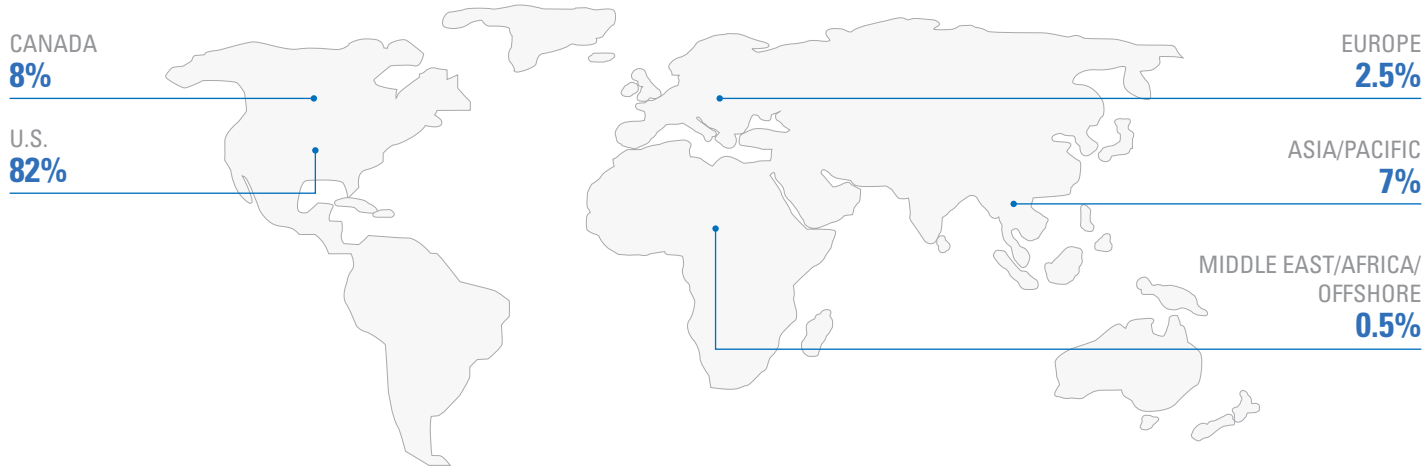 CANADA
8%
U.S.
82%
EUROPE
2.5%
ASIA/PACIFIC
7%
MIDDLE EAST/AFRICA/
OFFSHORE
0.5%